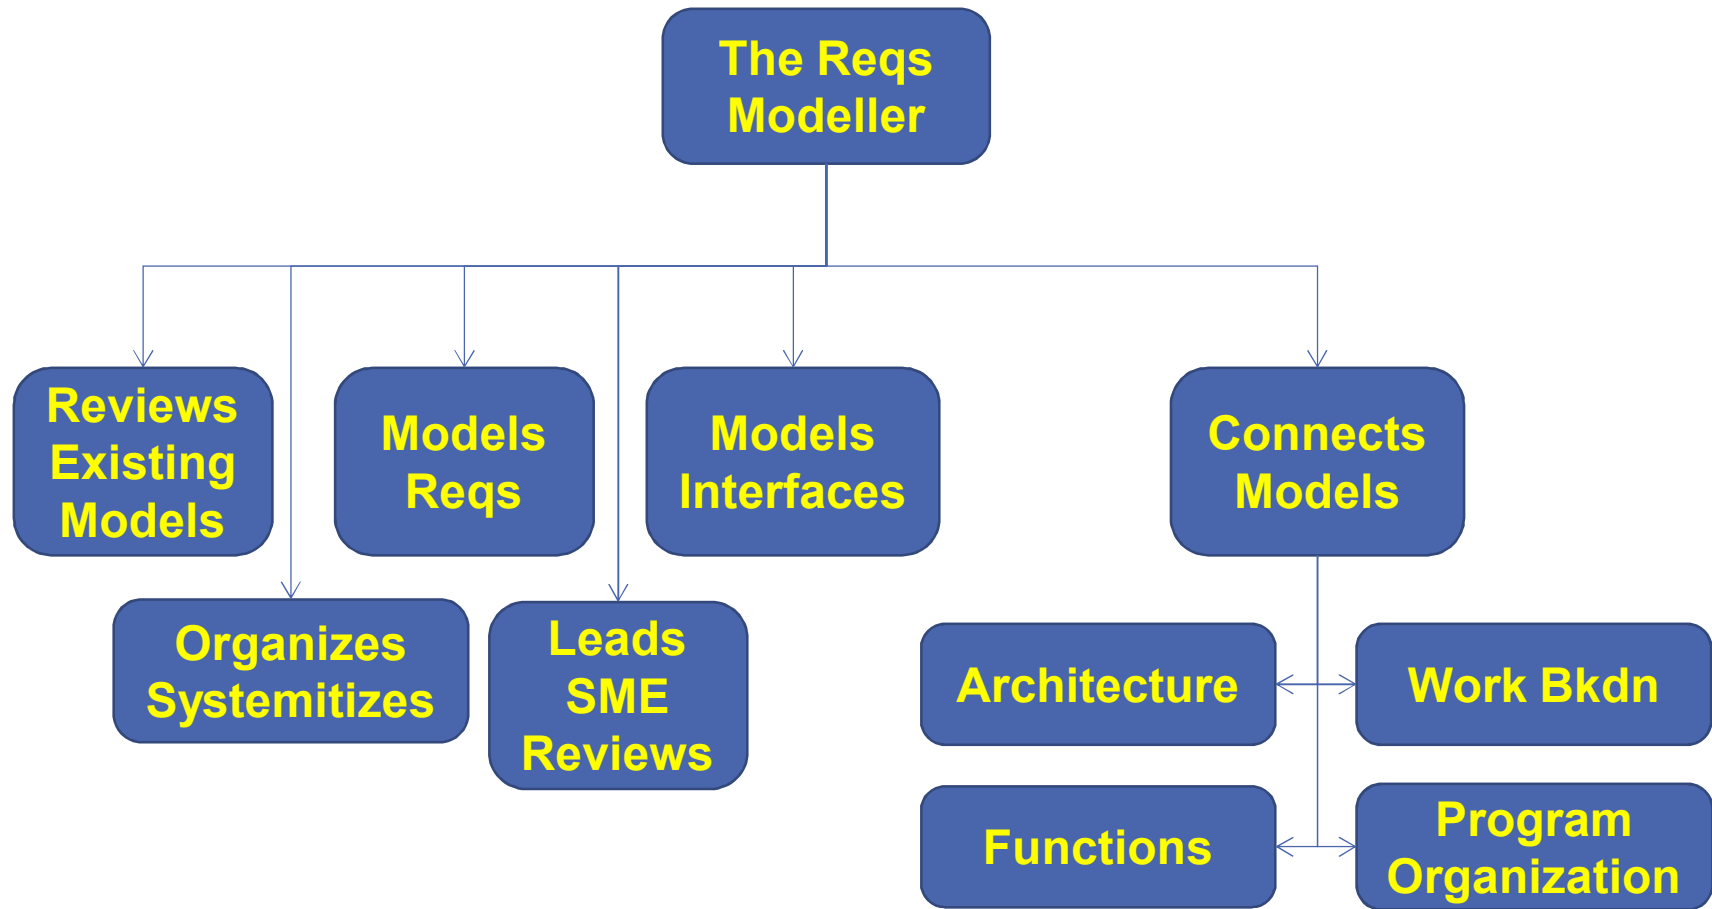 The Reqs
Modeller
Reviews
Existing
Models
Models
Reqs
Models
Interfaces
Connects
Models
Organizes
Systemitizes
Leads
SME
Reviews
Architecture
Work Bkdn
Functions
Program
Organization